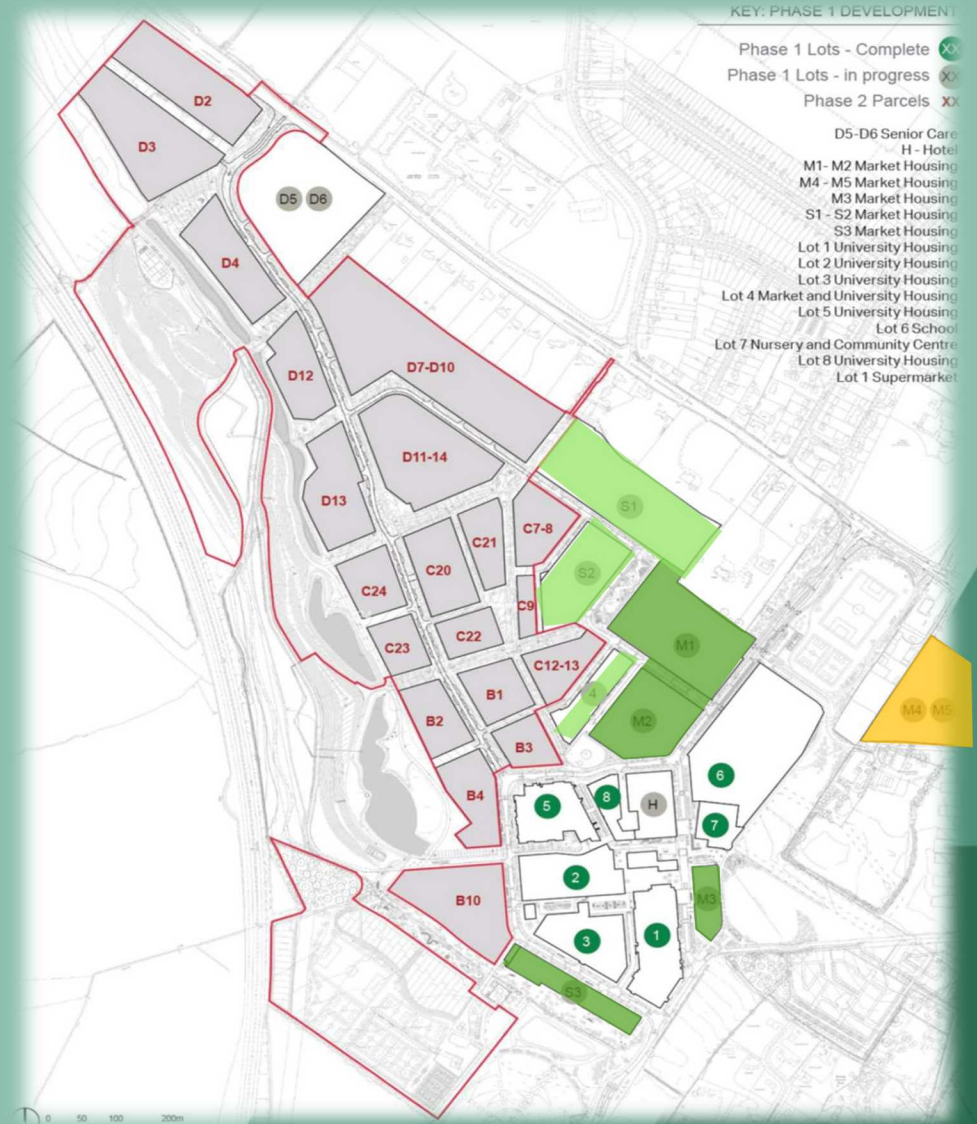 KEY: PHASE 1 DEVELOPMENT
Phase 1 Lots - Complete XX
Phase 1 Lots - in progress XX
Phase 2 Parcels XX
D5-D6 Senior Care
H - Hotel
M1- M2 Market Housing
M4 - M5 Market Housing
M3 Market Housing
S1 - S2 Market Housing
S3 Market Housing
Lot 1 University Housing
Lot 2 University Housing
Lot 3 University Housing
Lot 4 Market and University Housing
Lot 5 University Housing
Lot 6 School
Lot 7 Nursery and Community Centre
Lot 8 University Housing
Lot 1 Supermarket
D2
D3
D5 D6
D4
D12
D7-D10
D11-14
D13
S1
C7-8
C21
C20
S2
C24
C9
C22
C23
M1
C12-13
B1
4
B2
M2
M4 M5
B3
6
B4
5
8
H
7
2
B10
M3
3
1
S3
0 50 100 200m